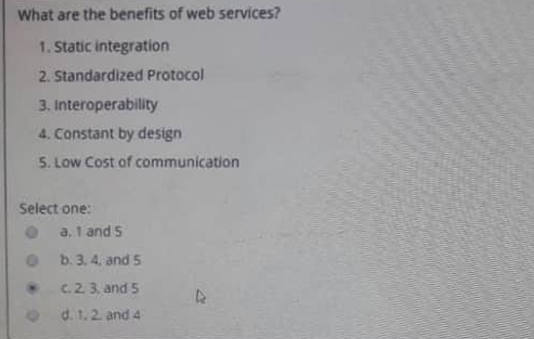 What are the benefits of web services?
1. Static integration
2. Standardized Protocol
3. Interoperability
4. Constant by design
5. Low Cost of communication
Select one:
a. 1 and 5
b. 3, 4, and 5
c. 2, 3, and 5
d. 1, 2, and 4